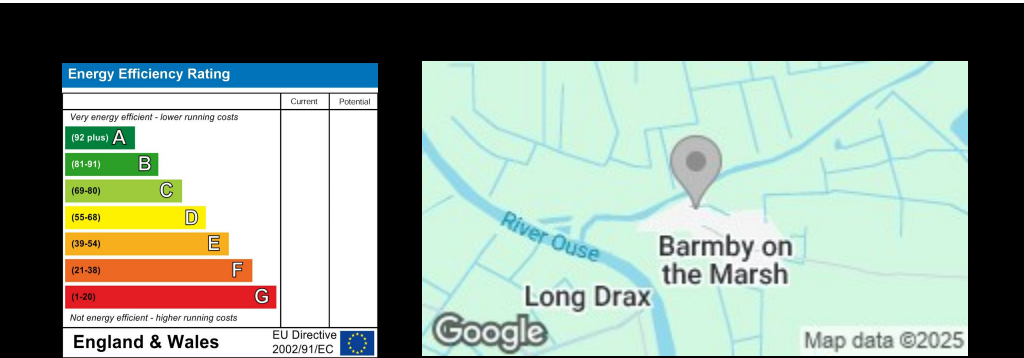 Energy Efficiency Rating
Current Potential
Very energy efficient - lower running costs
(92 plus) A
(81-91) B
(69-80) C
(55-68) D
(39-54) E
(21-38) F
(1-20) G
Not energy efficient - higher running costs
England & Wales
EU Directive
2002/91/EC
River Ouse
Barmby on
the Marsh
Long Drax
Google
Map data ©2025